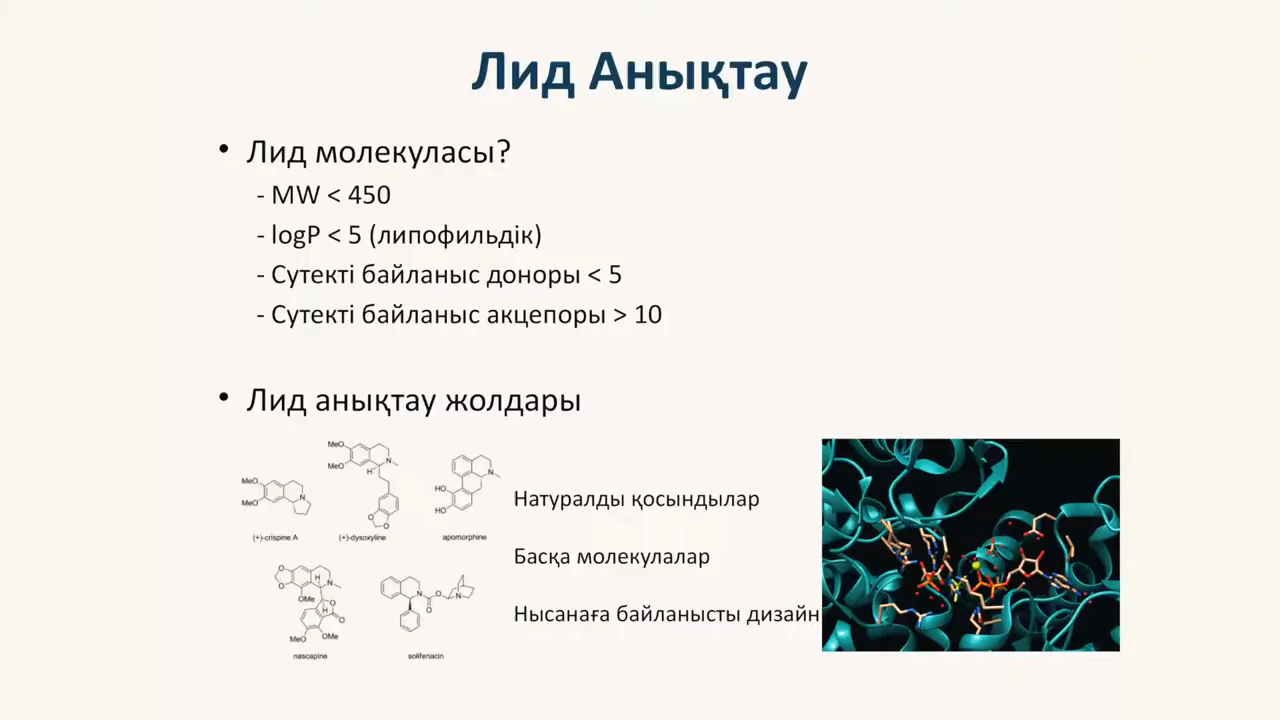 Лид Анықтау
• Лид молекуласы?
- MW < 450
- logP < 5 (липофильдік)
- Сутекті байланыс доноры < 5
- Сутекті байланыс акцепоры > 10
• Лид анықтау жолдары
MeO
MeO
N
H
O
O
(+)-dysoxyline
MeO
MeO
N
(+)-crispine A
N
HO
HO
apomorphine
Натуралды қосындылар
Басқа молекулалар
Нысанаға байланысты дизайн
O
O
H
N
OMe
O
H
O
MeO
OMe
nascapine
N
O
O
N
solifenacin